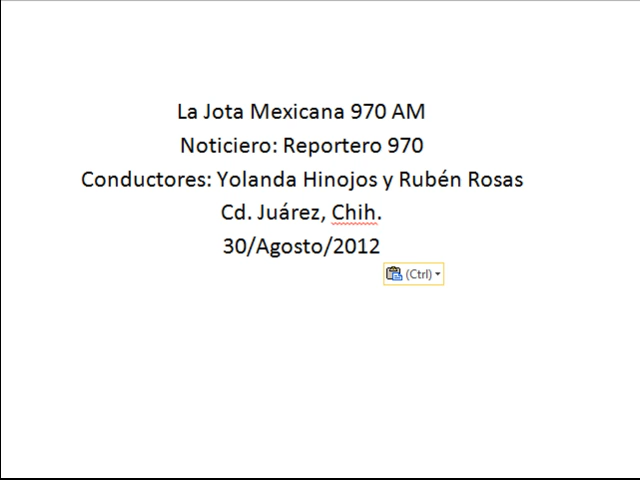 La Jota Mexicana 970 AM
Noticiero: Reportero 970
Conductores: Yolanda Hinojos y Rubén Rosas
Cd. Juárez, Chih.
30/Agosto/2012
(Ctrl)